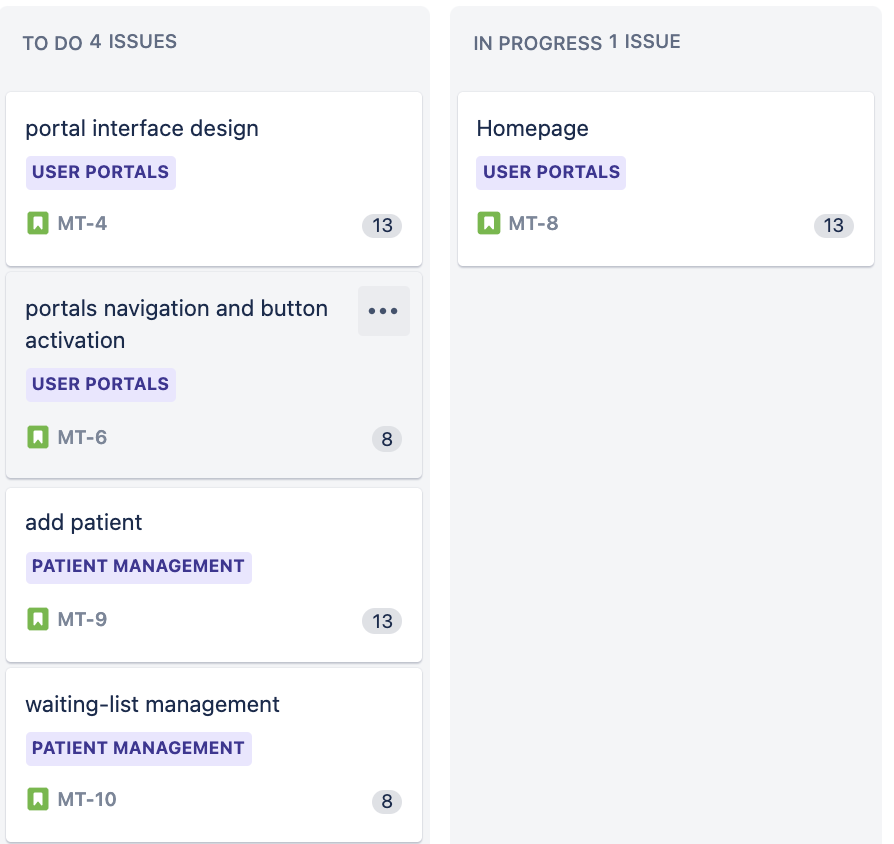 TO DO 4 ISSUES
portal interface design
USER PORTALS
MT-4 13
portals navigation and button
activation
USER PORTALS
MT-6 8
add patient
PATIENT MANAGEMENT
MT-9 13
waiting-list management
PATIENT MANAGEMENT
MT-10 8
IN PROGRESS 1 ISSUE
Homepage
USER PORTALS
MT-8 13